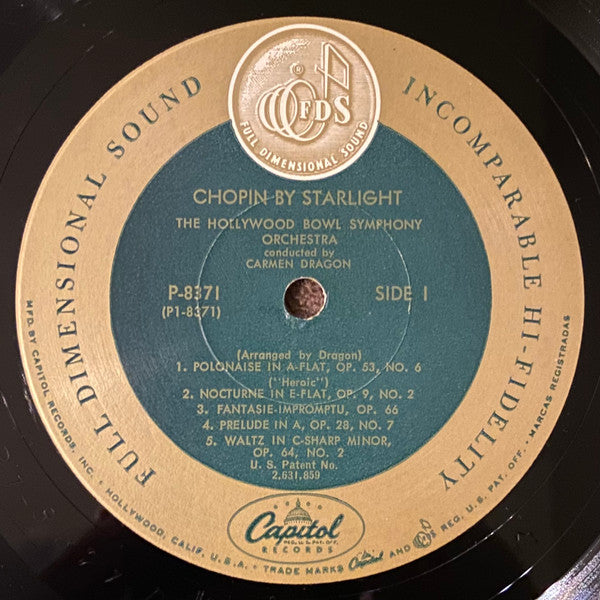 ®
FDS
FULL DIMENSIONAL SOUND
FULL DIMENSIONAL SOUND
INCOMPARABLE HI-FIDELITY
CHOPIN BY STARLIGHT
THE HOLLYWOOD BOWL SYMPHONY
ORCHESTRA
conducted by
CARMEN DRAGON
P-8371 SIDE 1
(P1-8371)
(Arranged by Dragon)
1. POLONAISE IN A-FLAT, OP. 53, NO. 6
("Heroic")
2. NOCTURNE IN E-FLAT, OP. 9, NO. 2
3. FANTASIE-IMPROMPTU, OP. 66
4. PRELUDE IN A, OP. 28, NO. 7
5. WALTZ IN C-SHARP MINOR,
OP. 64, NO. 2
U. S. Patent No.
2,631,859
Capitol
REG. U.S. PAT. OFF.
RECORDS
MFD. BY CAPITOL RECORDS, INC. • HOLLYWOOD, CALIF. U.S.A. • TRADE MARKS Capitol AND FDS REG. U.S. PAT. OFF. • MARCAS REGISTRADAS